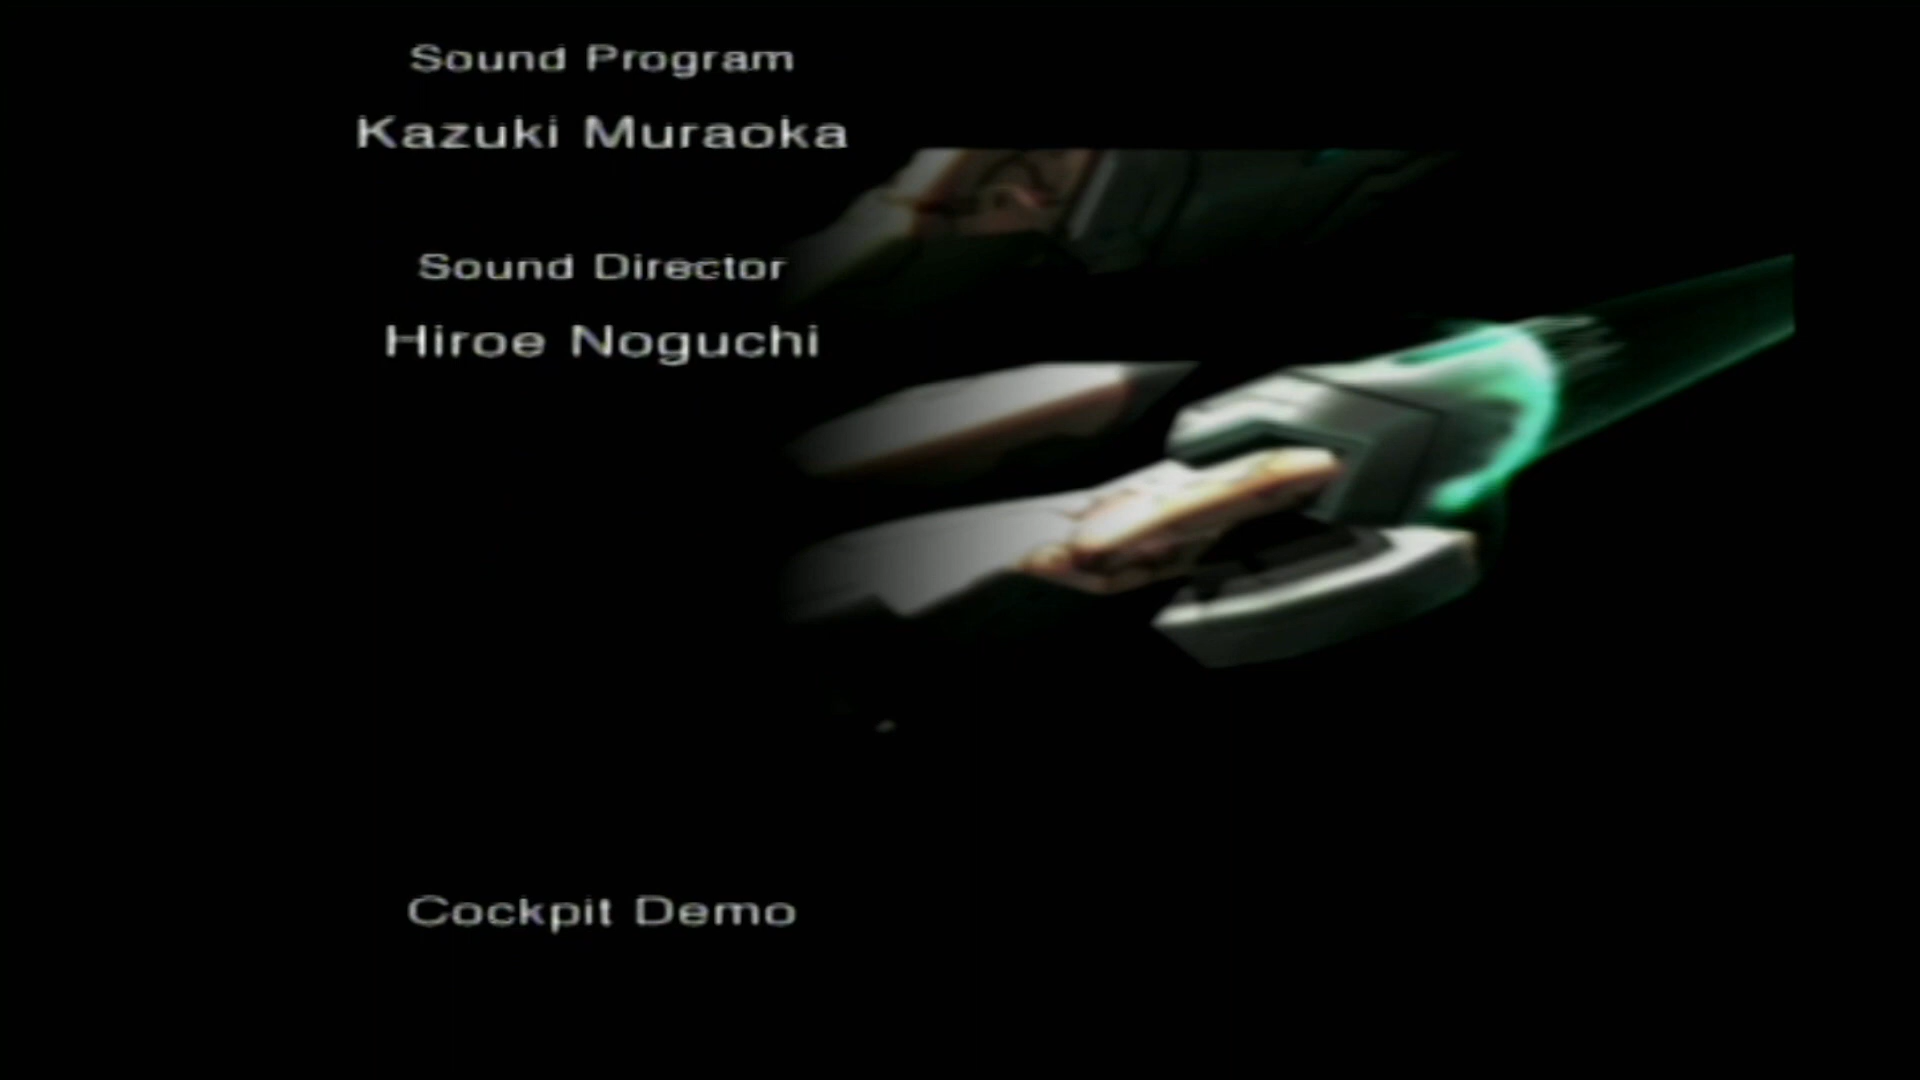 Sound Program
Kazuki Muraoka
Sound Director
Hiroe Noguchi
Cockpit Demo